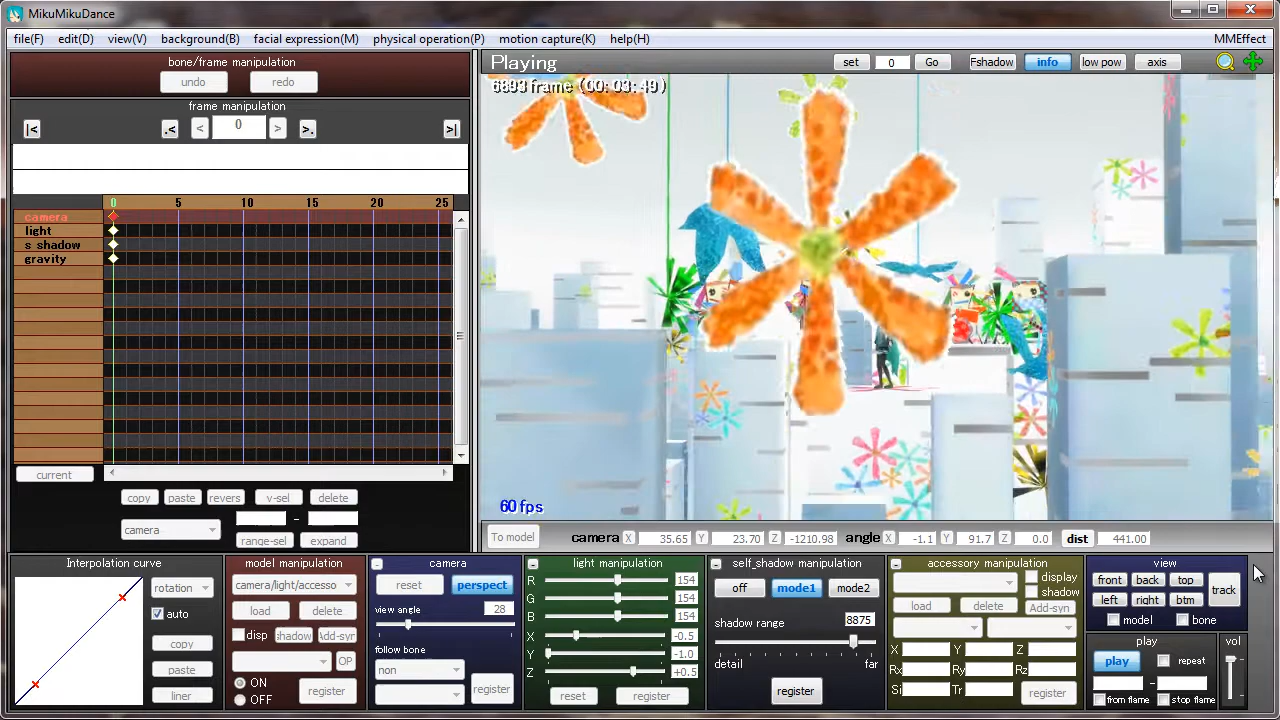 MikuMikuDance
file(F) edit(D) view(V) background(B) facial expression(M) physical operation(P) motion capture(K) help(H) MMEffect
bone/frame manipulation
undo redo
frame manipulation
|< .< < 0 > >. >|
0 5 10 15 20 25
camera
light
s shadow
gravity
current
copy paste revers v-sel delete
camera -
range-sel expand
Playing set 0 Go Fshadow info low pow axis
6893 frame (00:03:49)
60 fps
To model camera X 35.65 Y 23.70 Z -1210.98 angle X -1.1 Y 91.7 Z 0.0 dist 441.00
Interpolation curve
rotation
auto
copy
paste
liner
model manipulation
camera/light/accesso
load delete
disp shadow Add-syn
OP
ON
OFF
register
camera
reset perspect
view angle 28
follow bone
non
register
light manipulation
R 154
G 154
B 154
X -0.5
Y -1.0
Z +0.5
reset register
self_shadow manipulation
off mode1 mode2
shadow range 8875
detail far
register
accessory manipulation
display
shadow
load delete Add-syn
X Y Z
Rx Ry Rz
Si Tr register
view
front back top
left right btm
track
model bone
play
play repeat
-
from flame stop flame
vol